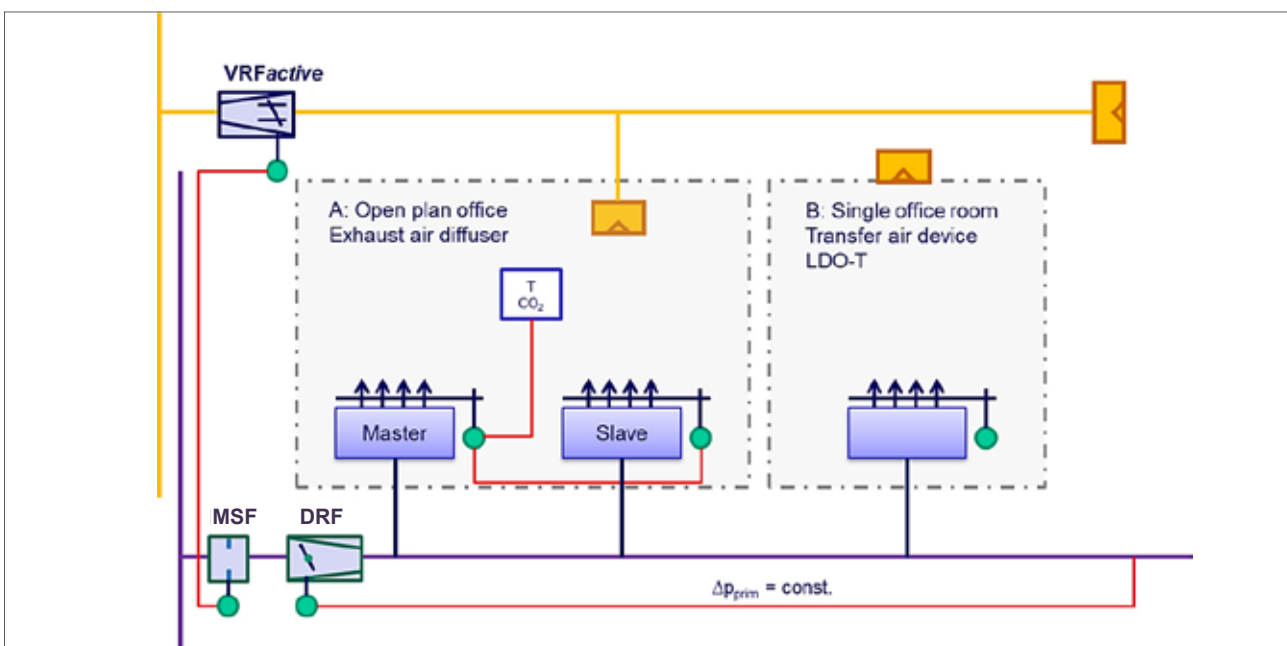 VRFactive
A: Open plan office
Exhaust air diffuser
B: Single office room
Transfer air device
LDO-T
T
CO₂
Master
Slave
MSF
DRF
Δpprim = const.